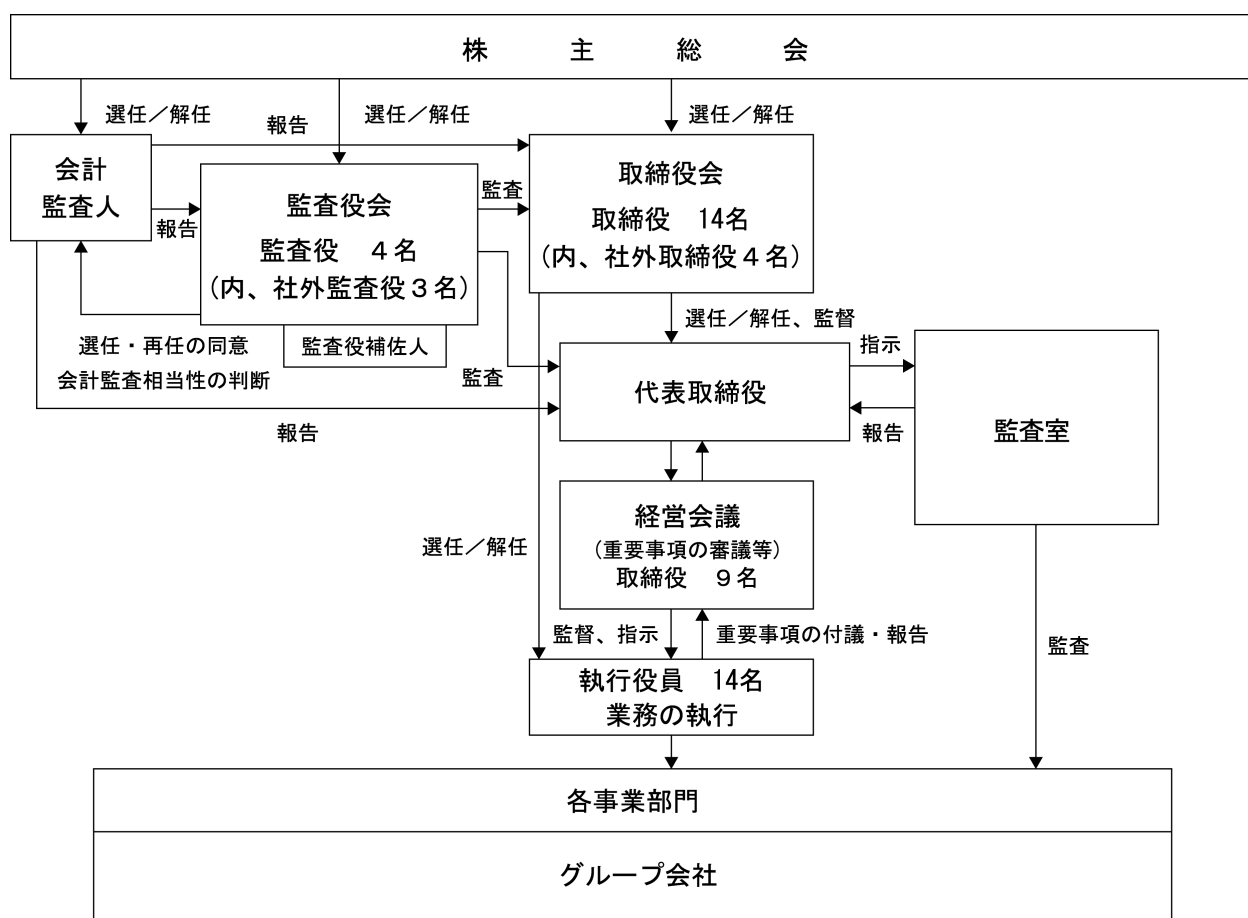 株主総会
選任／解任
選任／解任
選任／解任
報告
会計
監査人
報告
監査役会
監査役　４名
（内、社外監査役３名）
監査役補佐人
監査
取締役会
取締役　14名
（内、社外取締役４名）
選任・再任の同意
会計監査相当性の判断
監査
報告
選任／解任、監督
代表取締役
指示
報告
監査室
経営会議
（重要事項の審議等）
取締役　９名
選任／解任
監督、指示
重要事項の付議・報告
監査
執行役員　14名
業務の執行
各事業部門
グループ会社